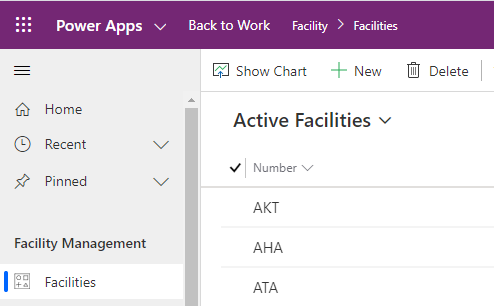 Power Apps Back to Work Facility Facilities
Show Chart New Delete
Home
Recent
Pinned
Facility Management
Facilities
Active Facilities
Number
AKT
AHA
ATA